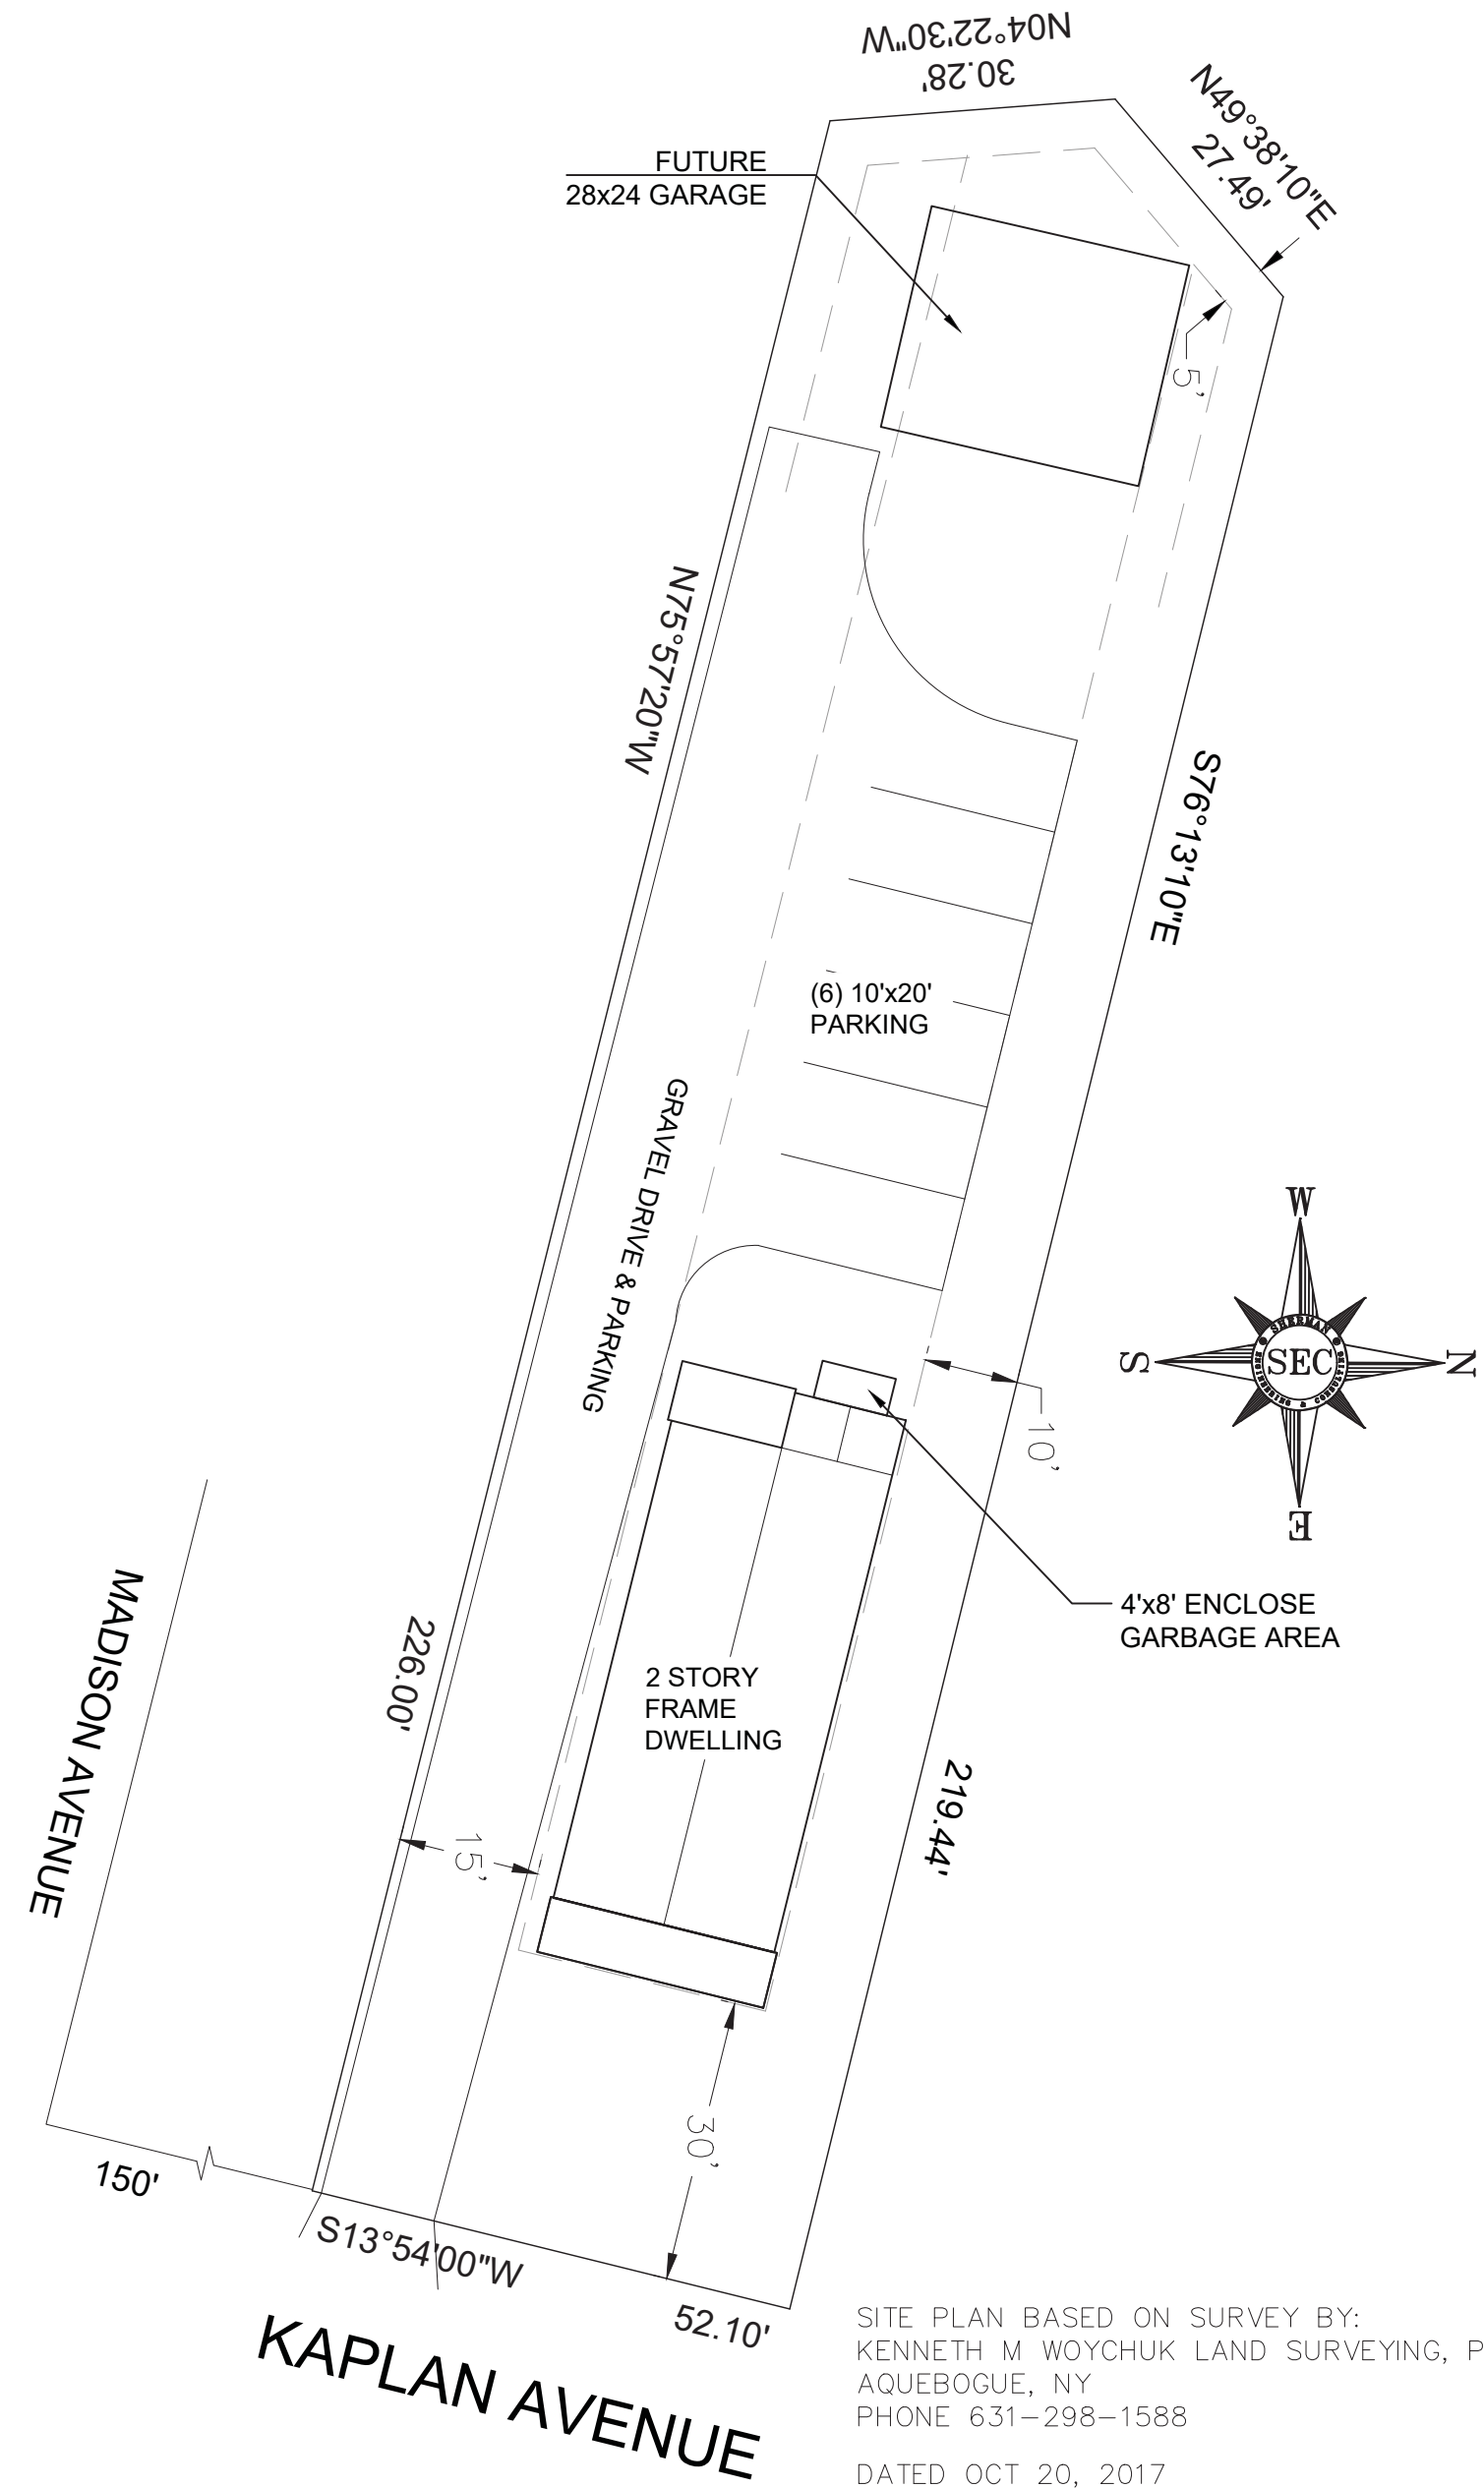 N04°22'30"W
30.28'
N49°38'10"E
27.49'
FUTURE
28x24 GARAGE
5'
N75°57'20"W
S76°13'10"E
(6) 10'x20'
PARKING
GRAVEL DRIVE & PARKING
W
S
N
E
SHERMAN
SEC
ENGINEERING & CONSULTING
10'
4'x8' ENCLOSE
GARBAGE AREA
MADISON AVENUE
226.00'
2 STORY
FRAME
DWELLING
219.44'
15'
30'
150'
S13°54'00"W
52.10'
KAPLAN AVENUE
SITE PLAN BASED ON SURVEY BY:
KENNETH M WOYCHUK LAND SURVEYING, P
AQUEBOGUE, NY
PHONE 631-298-1588
DATED OCT 20, 2017